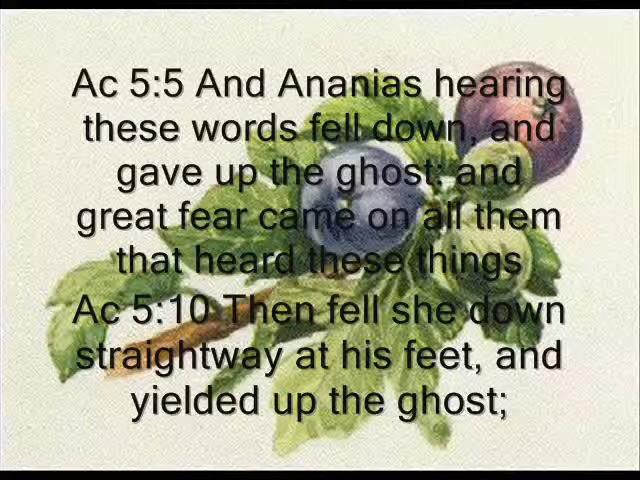 Ac 5:5 And Ananias hearing
these words fell down, and
gave up the ghost: and
great fear came on all them
that heard these things
Ac 5:10 Then fell she down
straightway at his feet, and
yielded up the ghost;